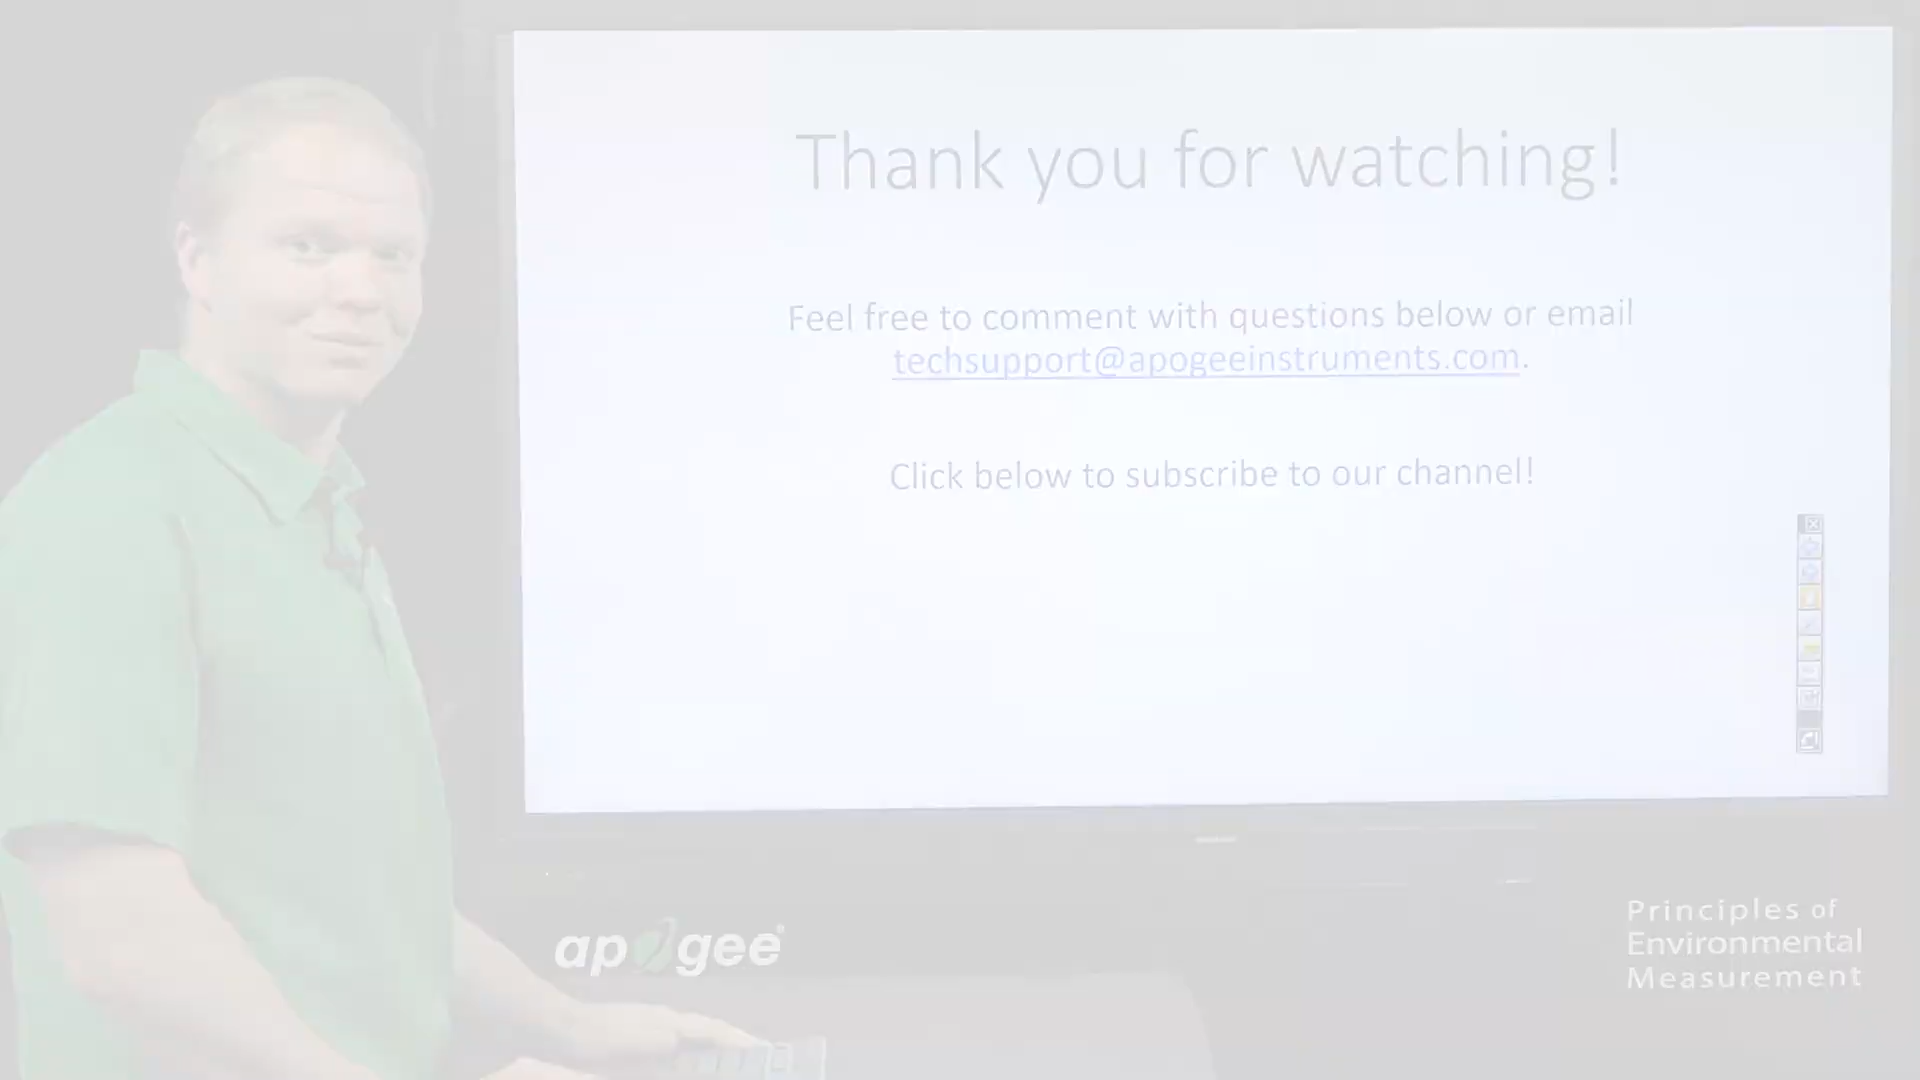 Thank you for watching!
Feel free to comment with questions below or email
techsupport@apogeeinstruments.com.
Click below to subscribe to our channel!
apogee
Principles of
Environmental
Measurement